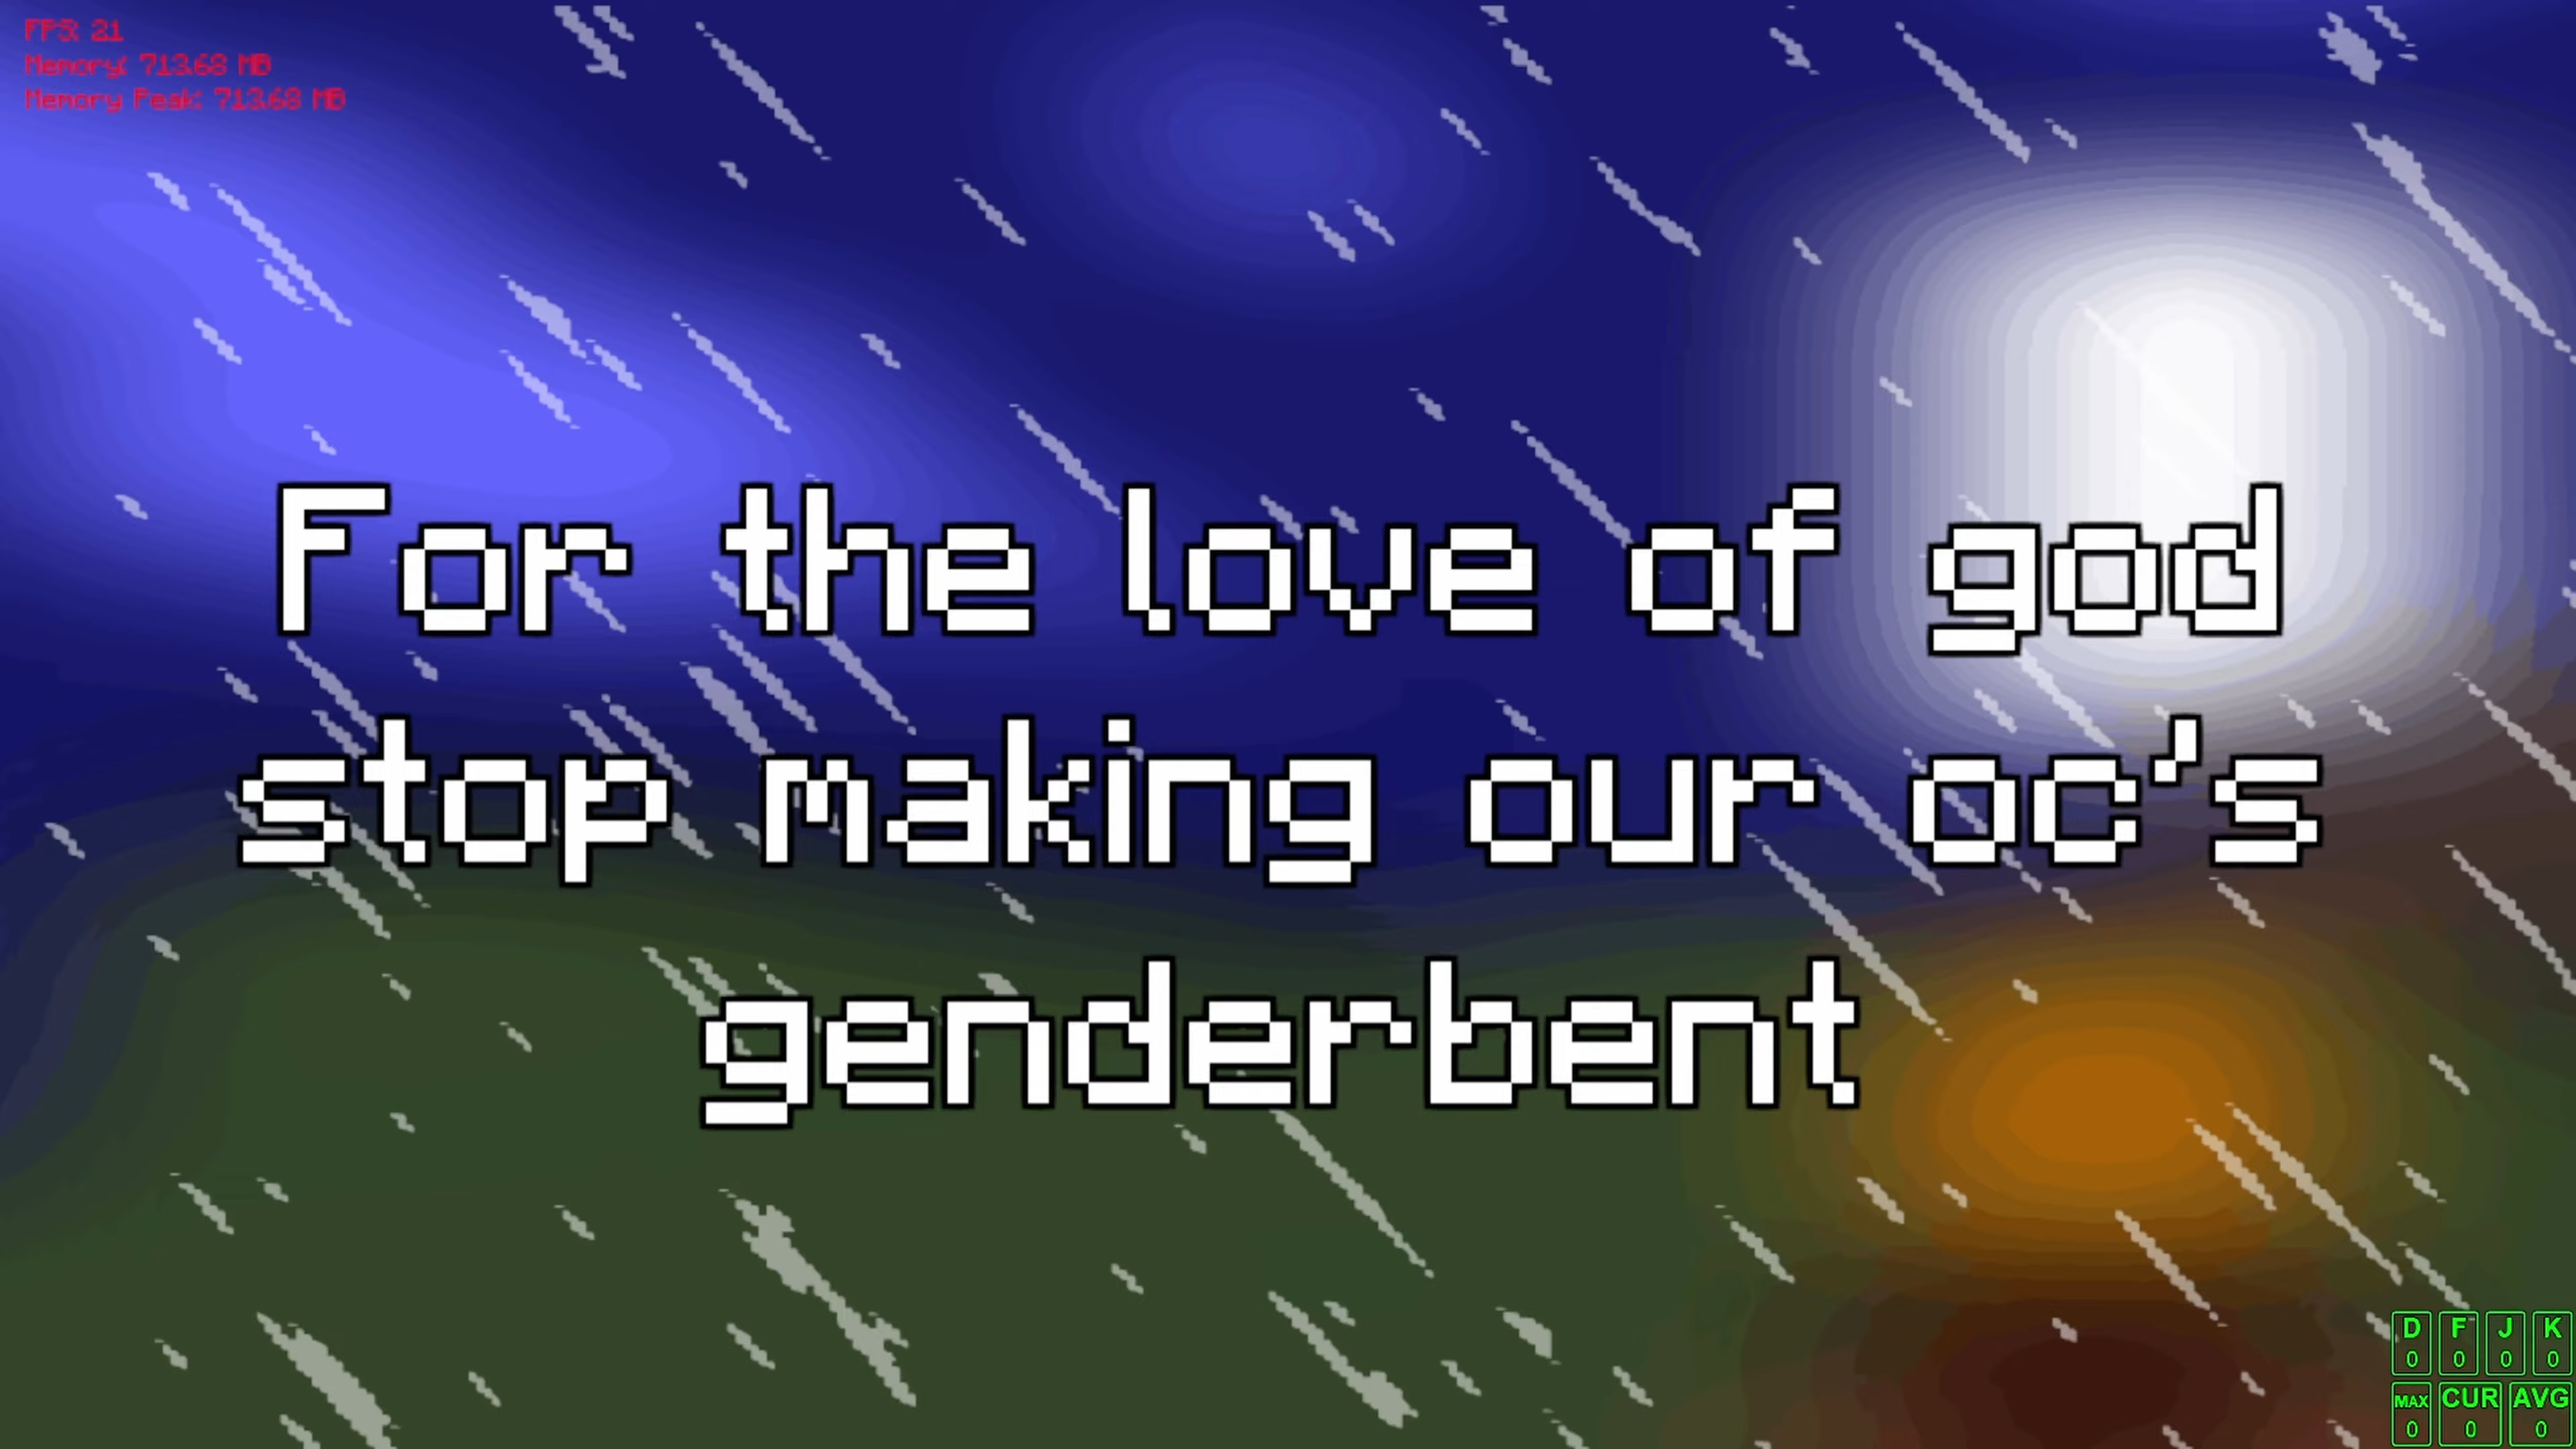 FPS: 21
Memory: 713.68 MB
Memory Peak: 713.68 MB
For the love of god
stop making our oc's
genderbent
D F J K
0 0 0 0
MAX CUR AVG
0 0 0